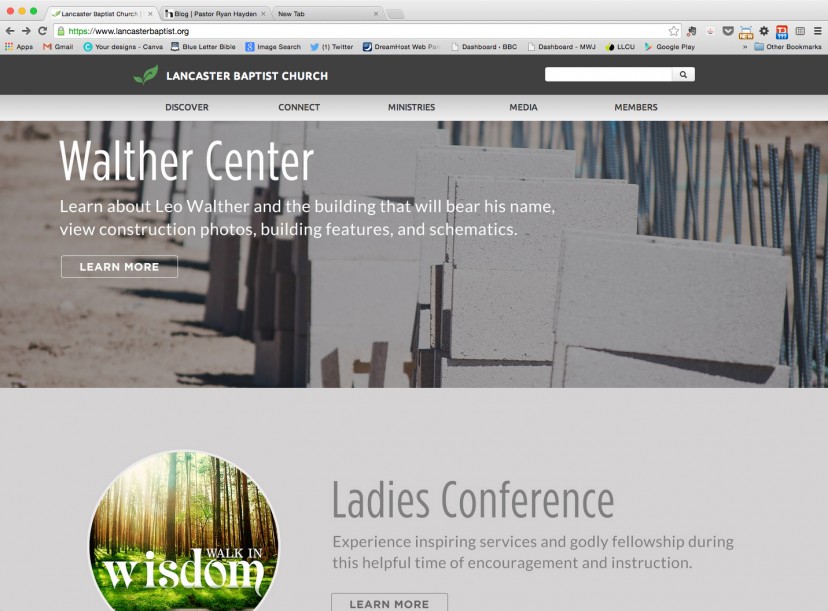 Lancaster Baptist Church
Blog | Pastor Ryan Hayden
New Tab
https://www.lancasterbaptist.org
Apps Gmail Your designs - Canva Blue Letter Bible Image Search (1) Twitter DreamHost Web Dashboard ‹ BBC Dashboard - MWJ LLCU Google Play » Other Bookmarks
LANCASTER BAPTIST CHURCH
DISCOVER CONNECT MINISTRIES MEDIA MEMBERS
Walther Center
Learn about Leo Walther and the building that will bear his name,
view construction photos, building features, and schematics.
LEARN MORE
WALK IN
wisdom
Ladies Conference
Experience inspiring services and godly fellowship during
this helpful time of encouragement and instruction.
LEARN MORE